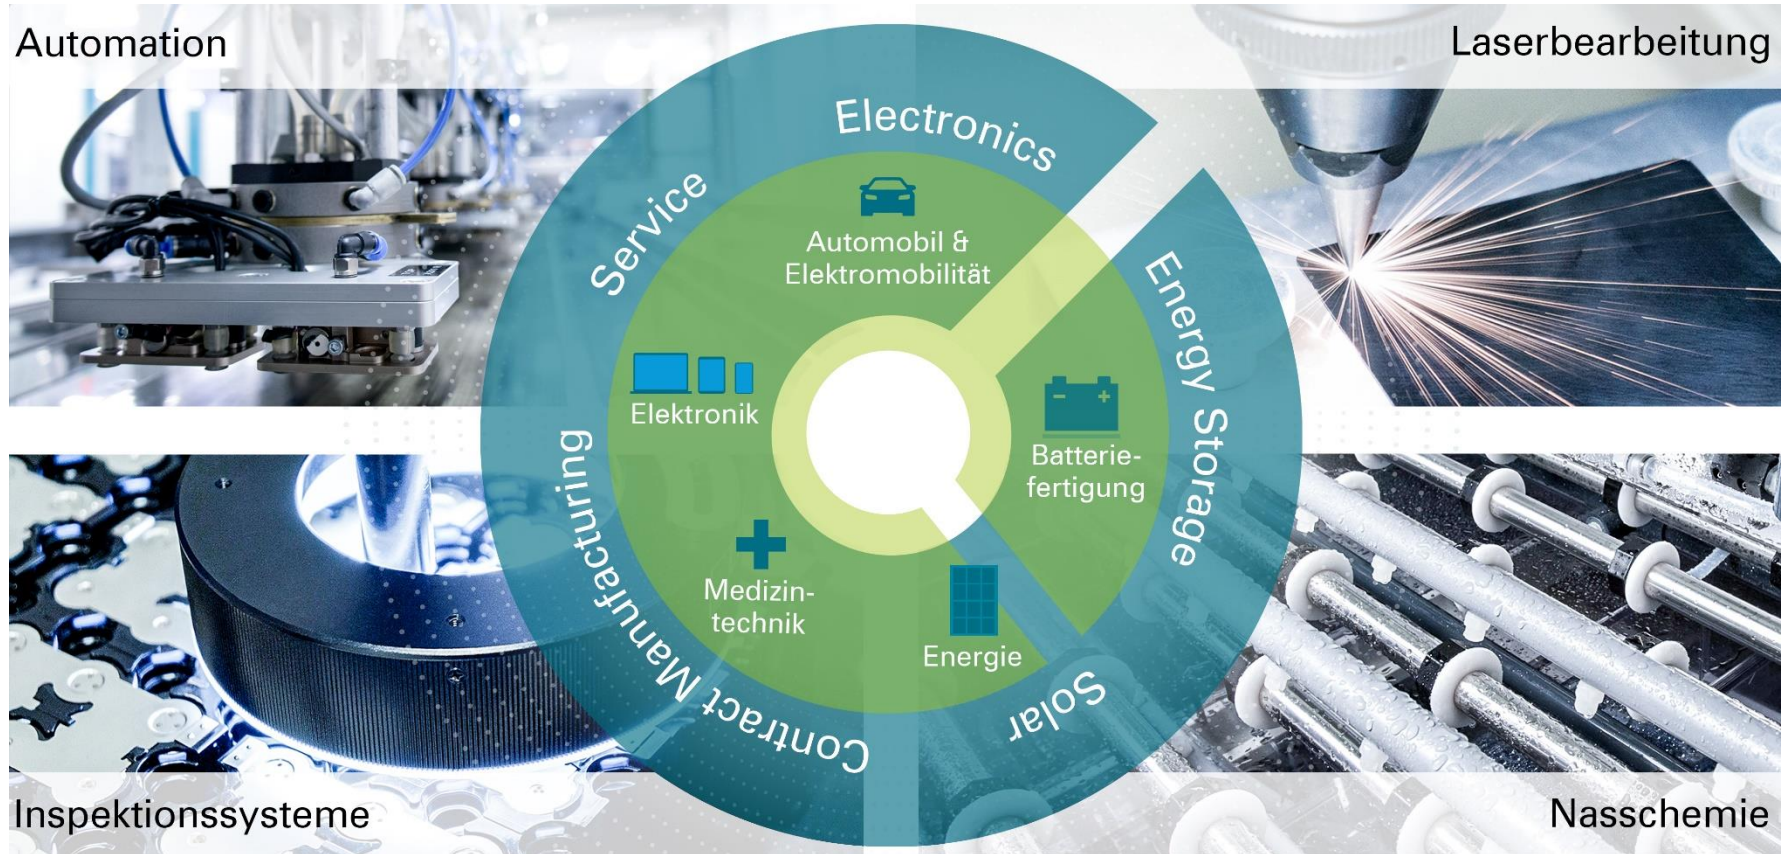 Automation
Laserbearbeitung
Electronics
Service
Energy Storage
Solar
Contract Manufacturing
Automobil &
Elektromobilität
Elektronik
Batterie-
fertigung
Medizin-
technik
Energie
Inspektionssysteme
Nasschemie